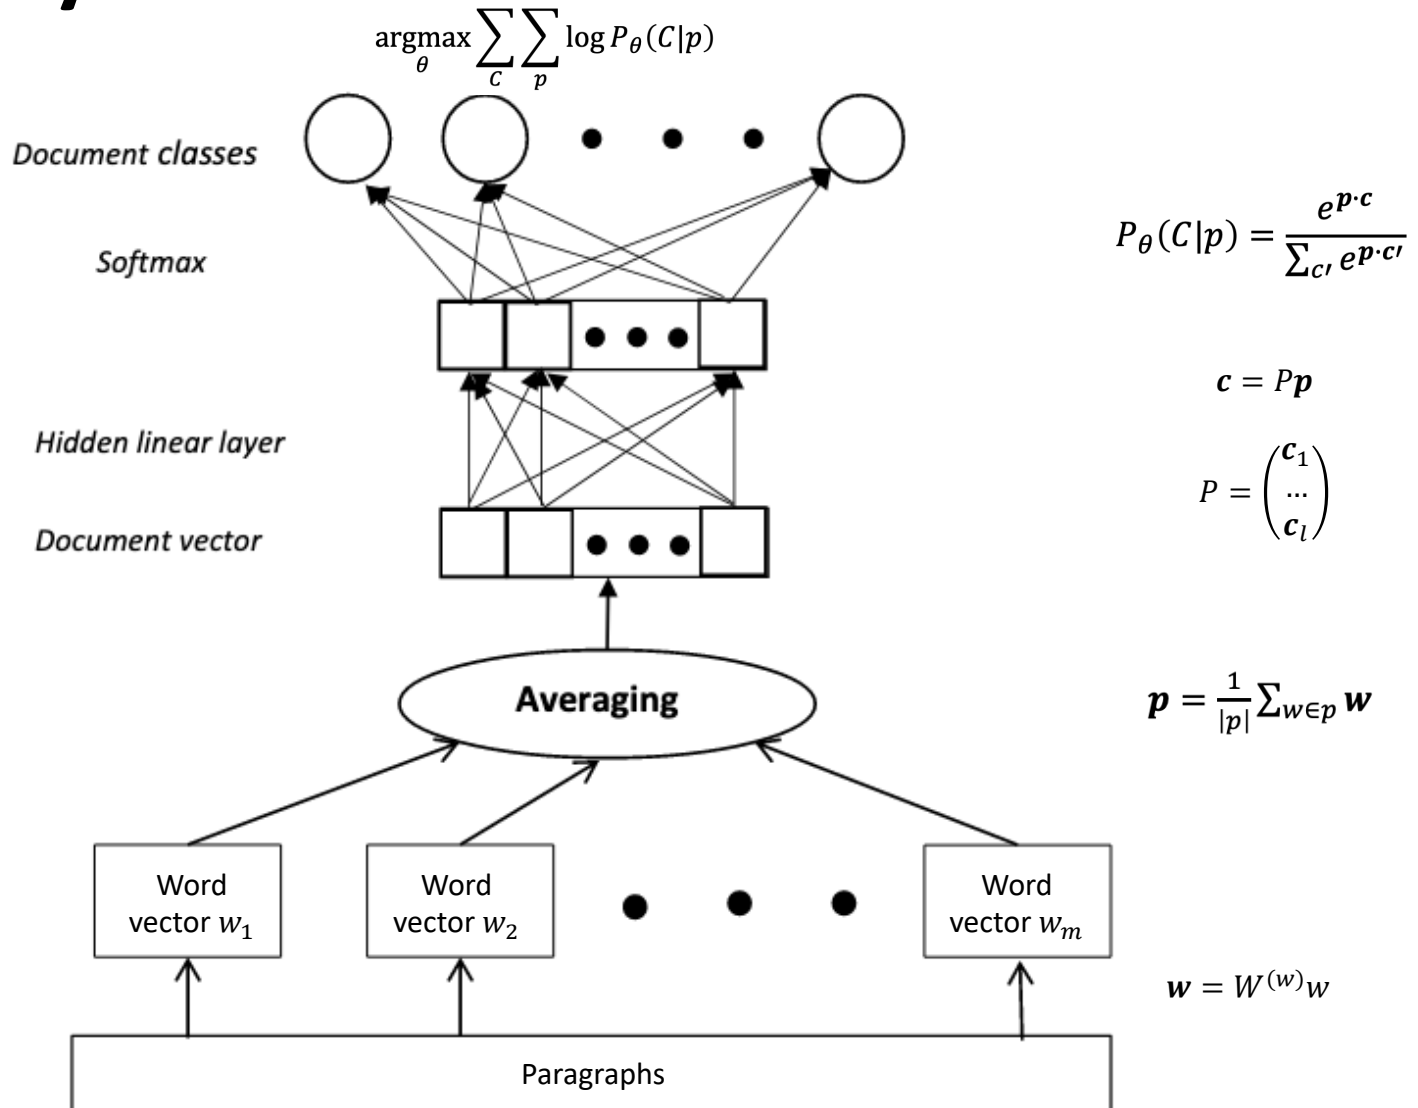 argmax_θ ∑_C ∑_p log P_θ(C|p)
Document classes
Softmax
P_θ(C|p) = e^{p·c} / ∑_{c′} e^{p·c′}
c = Pp
Hidden linear layer
P = (c_1 ... c_l)
Document vector
Averaging
p = 1/|p| ∑_{w∈p} w
Word vector w_1
Word vector w_2
Word vector w_m
w = W^{(w)}w
Paragraphs